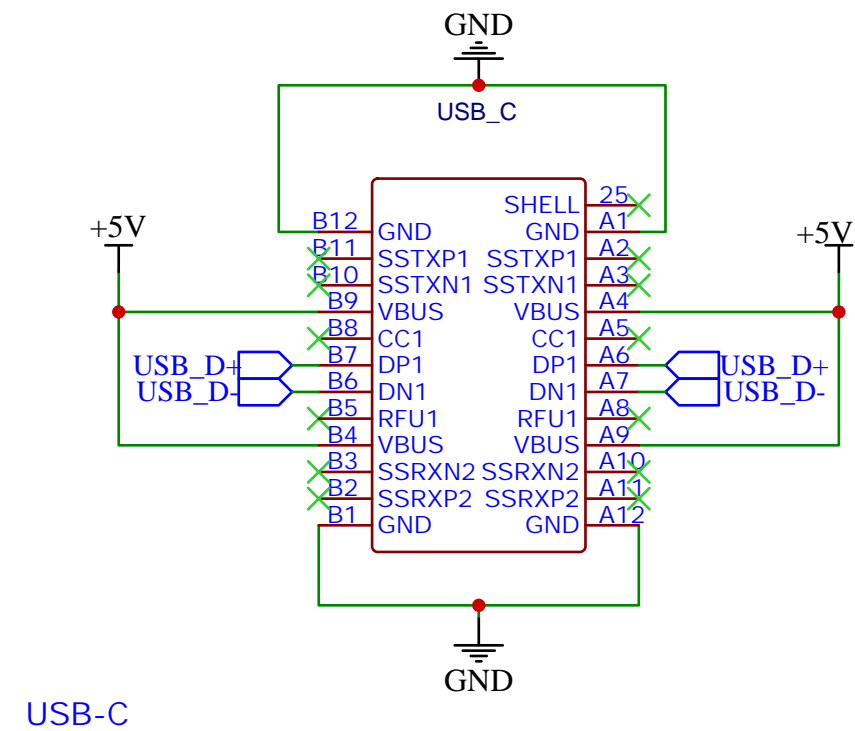 GND
USB_C
25 SHELL
B12 GND GND A1
B11 SSTXP1 SSTXP1 A2
B10 SSTXN1 SSTXN1 A3
+5V
+5V
B9 VBUS VBUS A4
B8 CC1 CC1 A5
USB_D+ B7 DP1 DP1 A6 USB_D+
USB_D- B6 DN1 DN1 A7 USB_D-
B5 RFU1 RFU1 A8
B4 VBUS VBUS A9
B3 SSRXN2 SSRXN2 A10
B2 SSRXP2 SSRXP2 A11
B1 GND GND A12
GND
USB-C